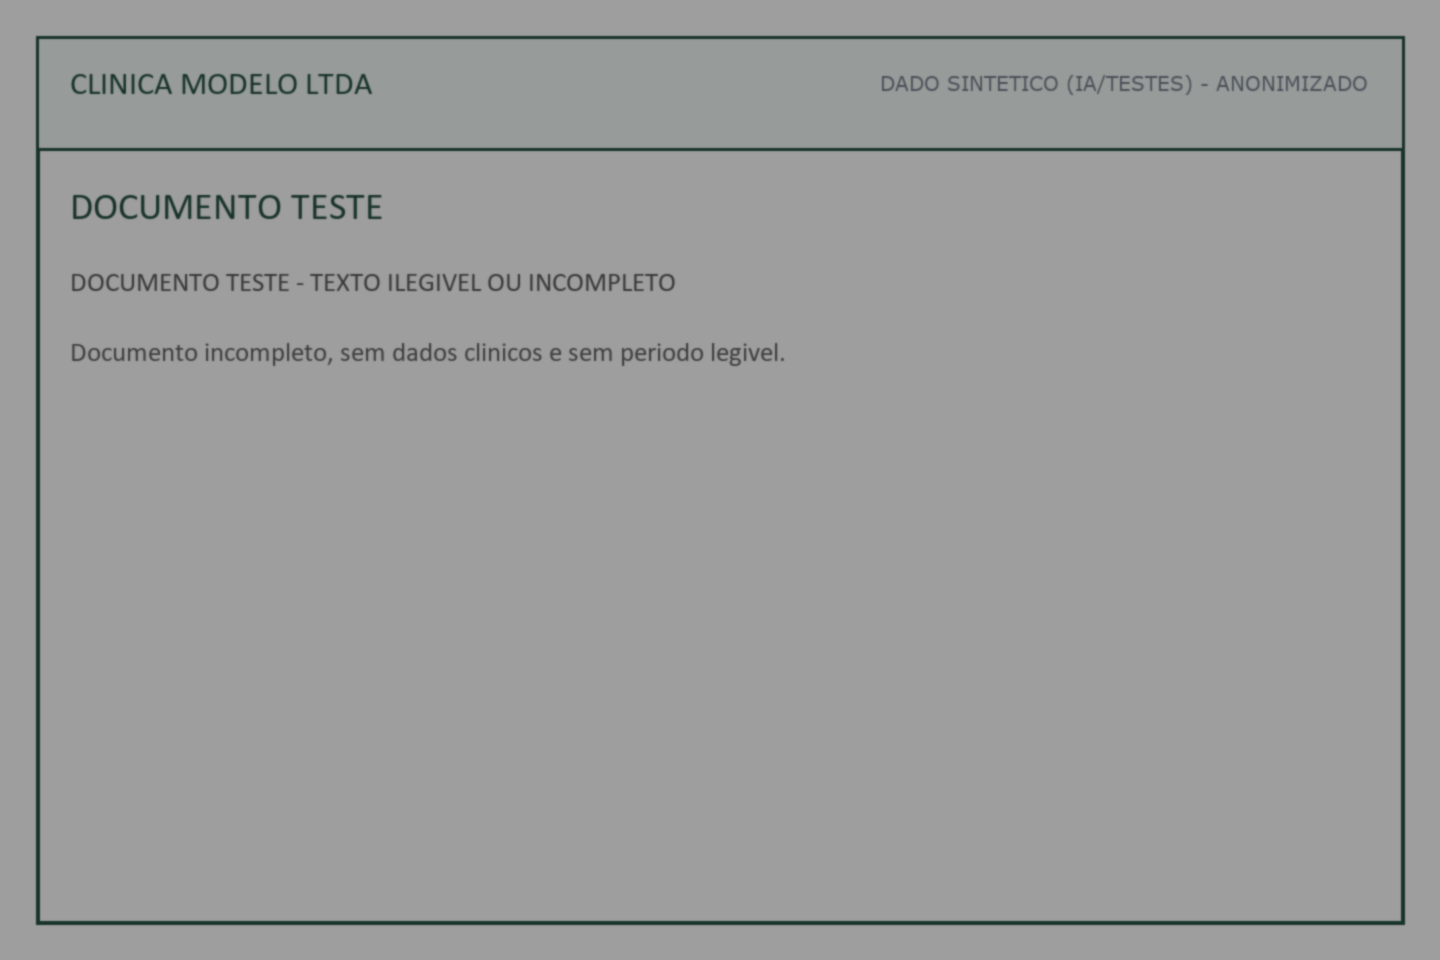 CLINICA MODELO LTDA
DADO SINTETICO (IA/TESTES) - ANONIMIZADO
DOCUMENTO TESTE
DOCUMENTO TESTE - TEXTO ILEGIVEL OU INCOMPLETO
Documento incompleto, sem dados clinicos e sem periodo legivel.